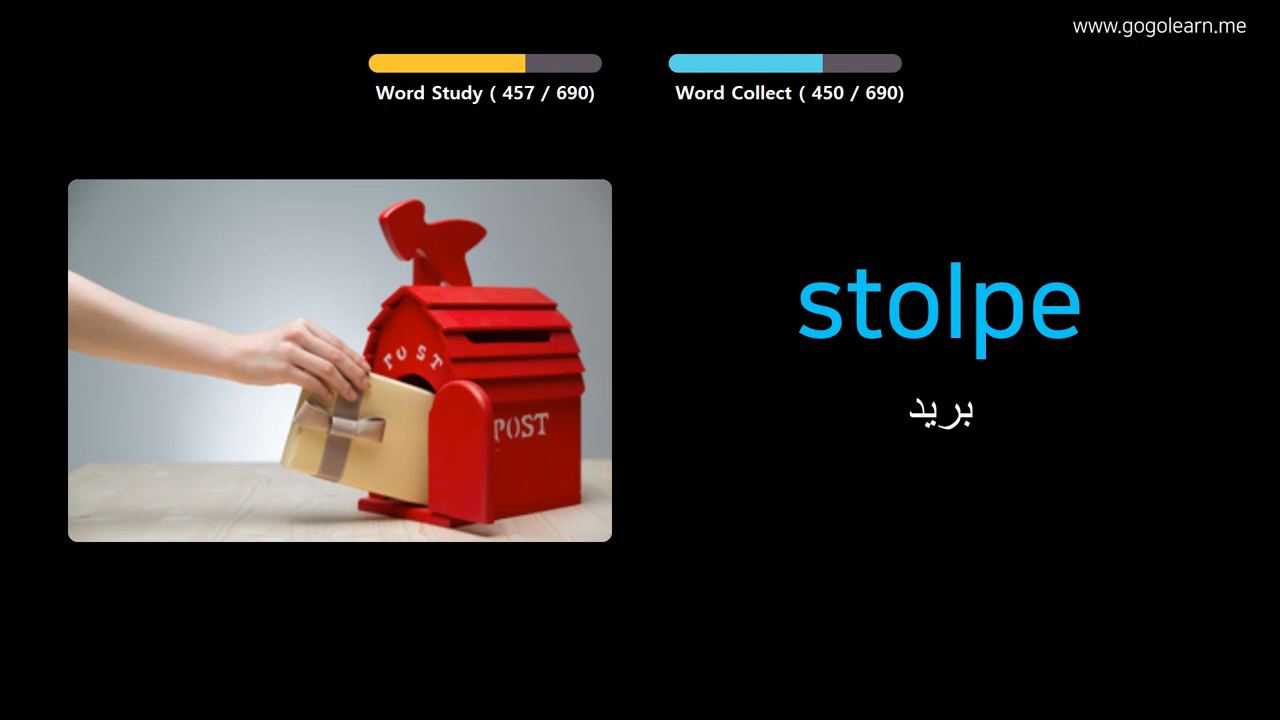 www.gogolearn.me
Word Study ( 457 / 690)
Word Collect ( 450 / 690)
POST
POST
stolpe
بريد